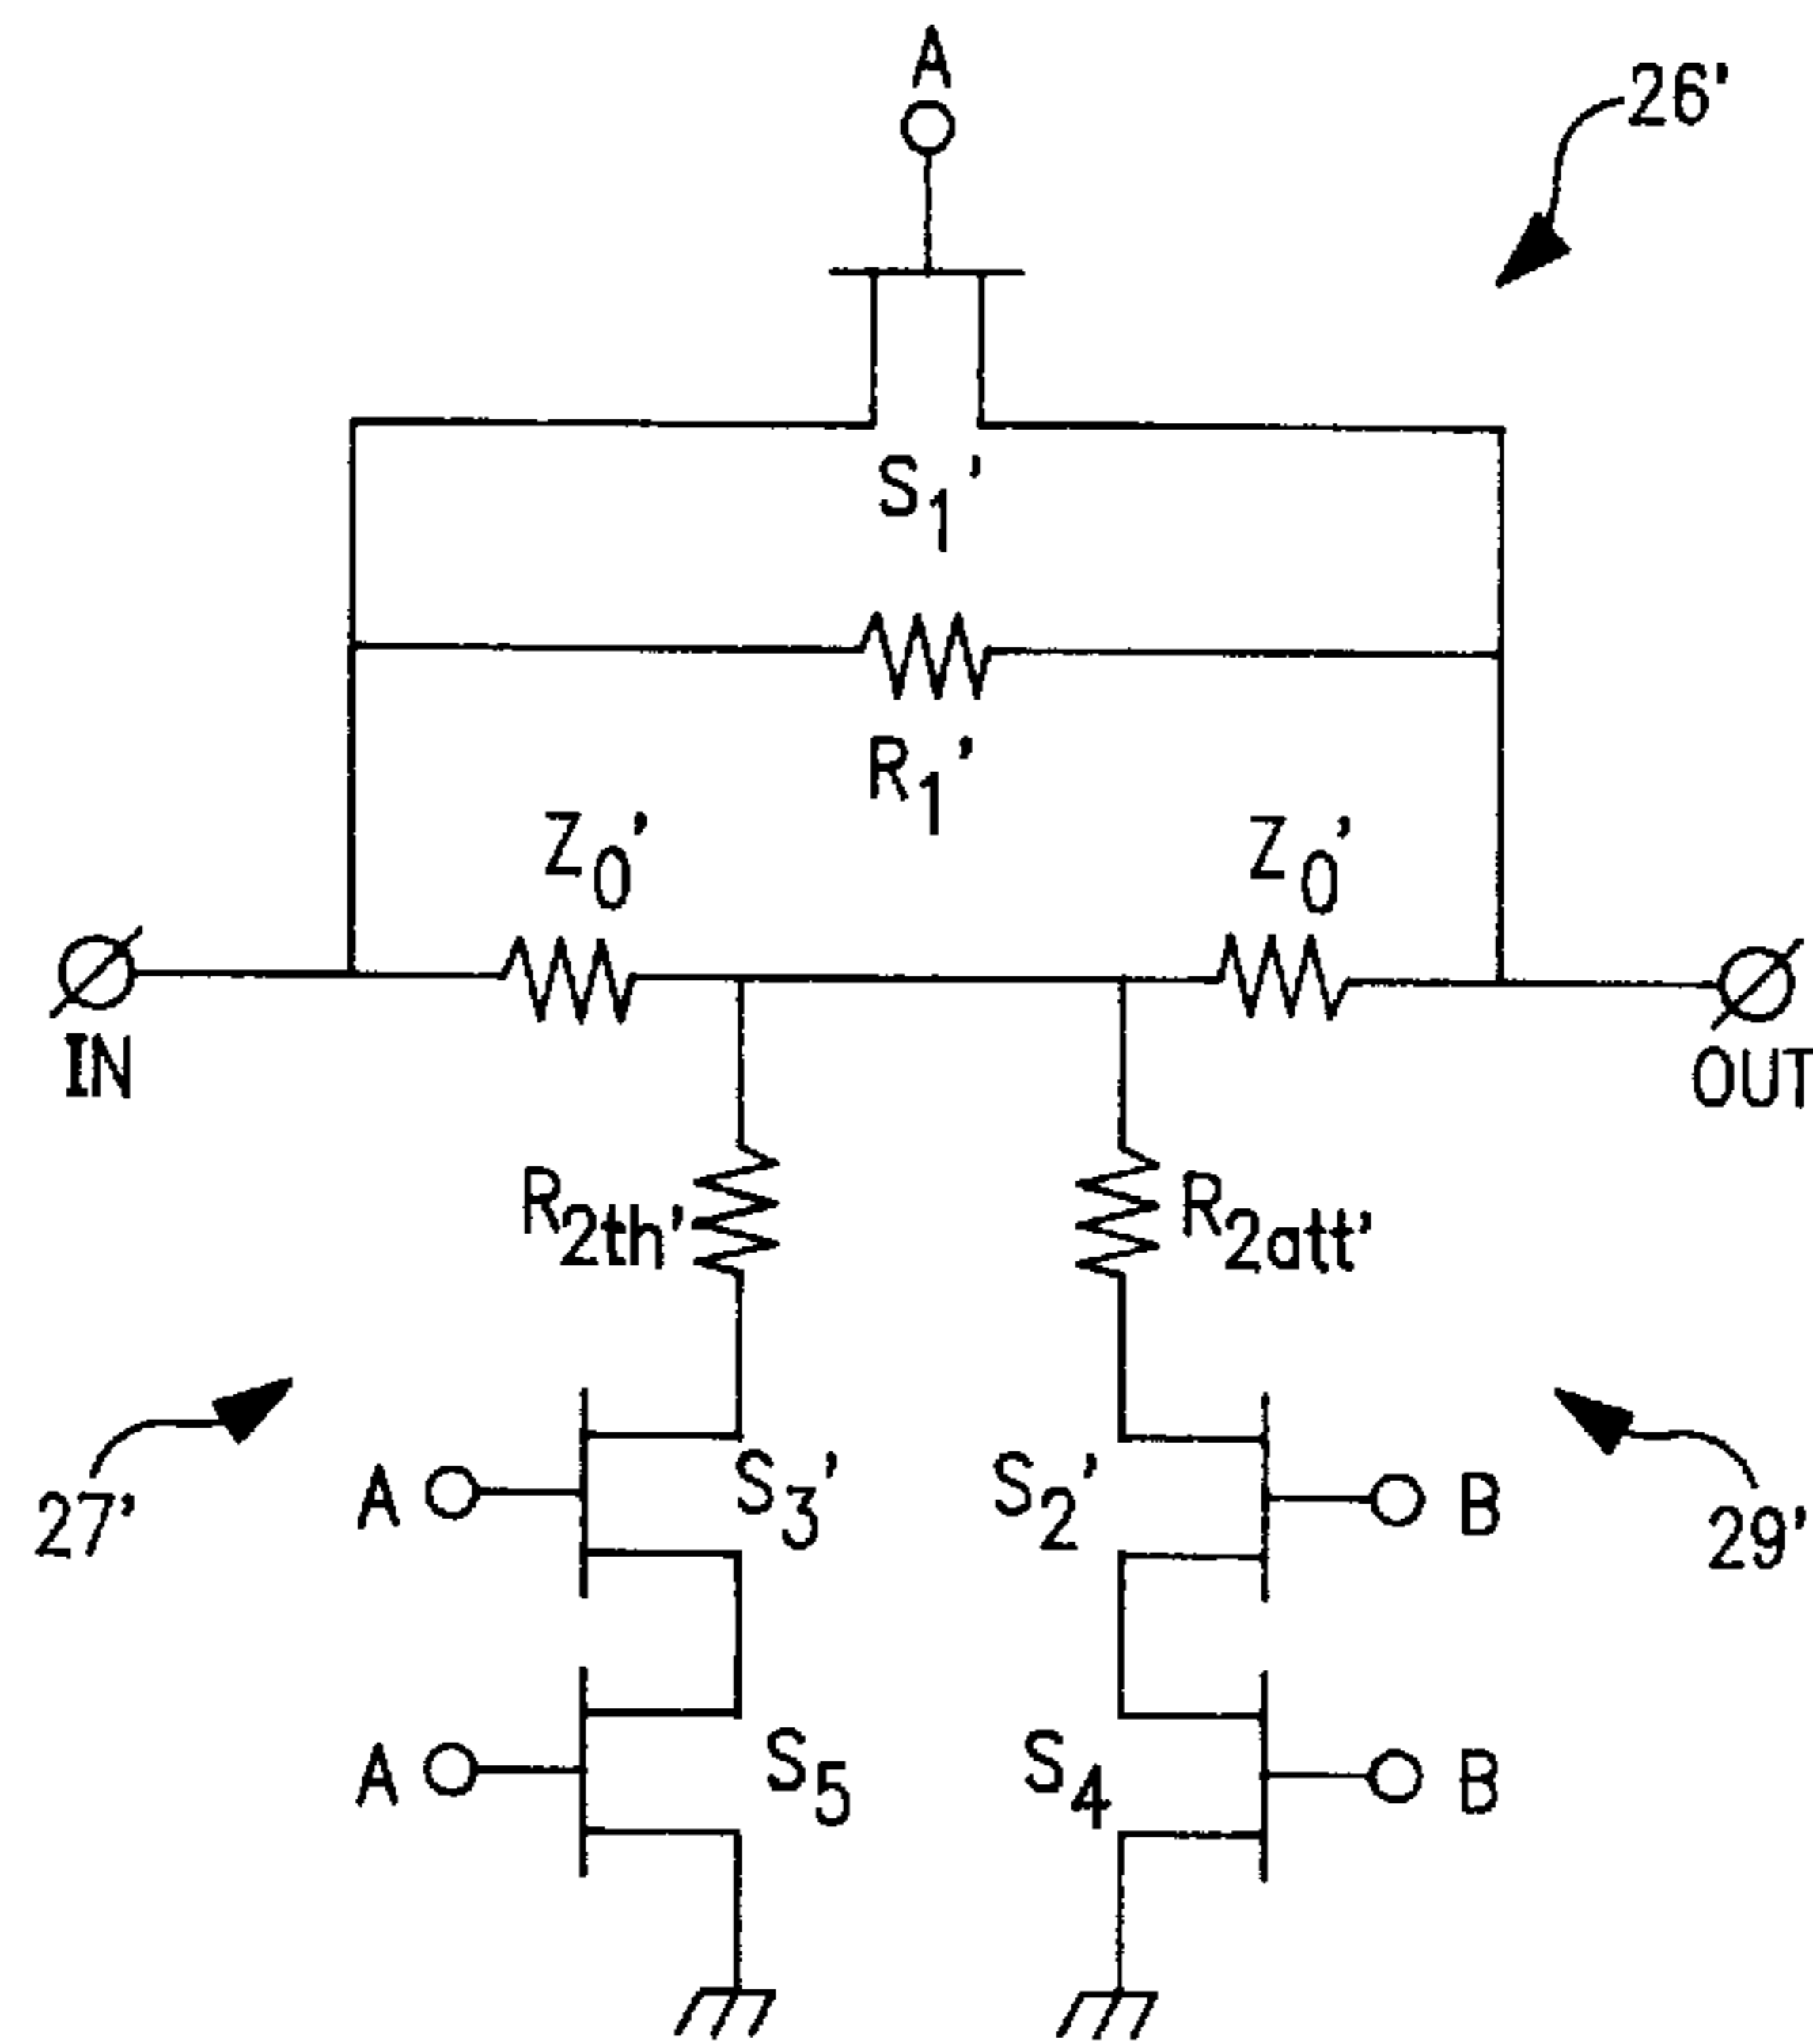 A
26'
S1'
R1'
Z0'
Z0'
IN
OUT
R2th'
R2att'
27'
A
S3'
S2'
B
29'
A
S5
S4
B